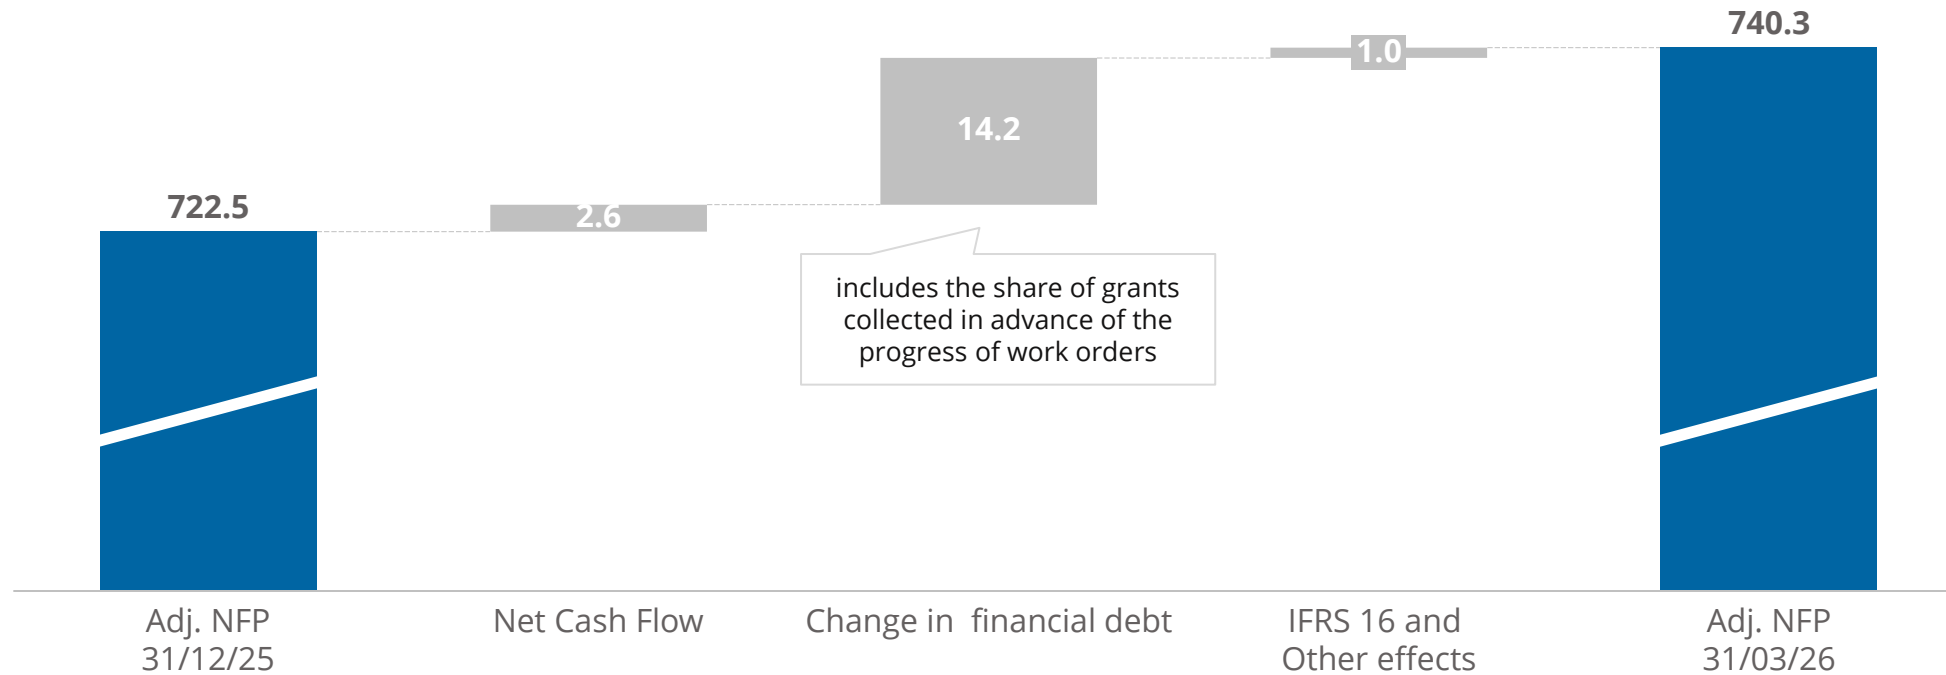 740.3
1.0
14.2
722.5
2.6
includes the share of grants
collected in advance of the
progress of work orders
Adj. NFP
31/12/25
Net Cash Flow
Change in  financial debt
IFRS 16 and
Other effects
Adj. NFP
31/03/26